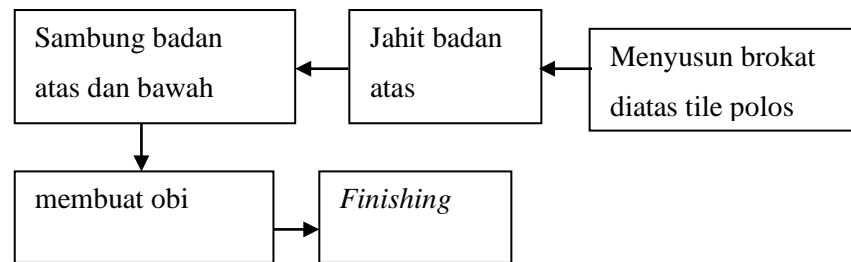 Sambung badan
atas dan bawah
Jahit badan
atas
Menyusun brokat
diatas tile polos
membuat obi
Finishing